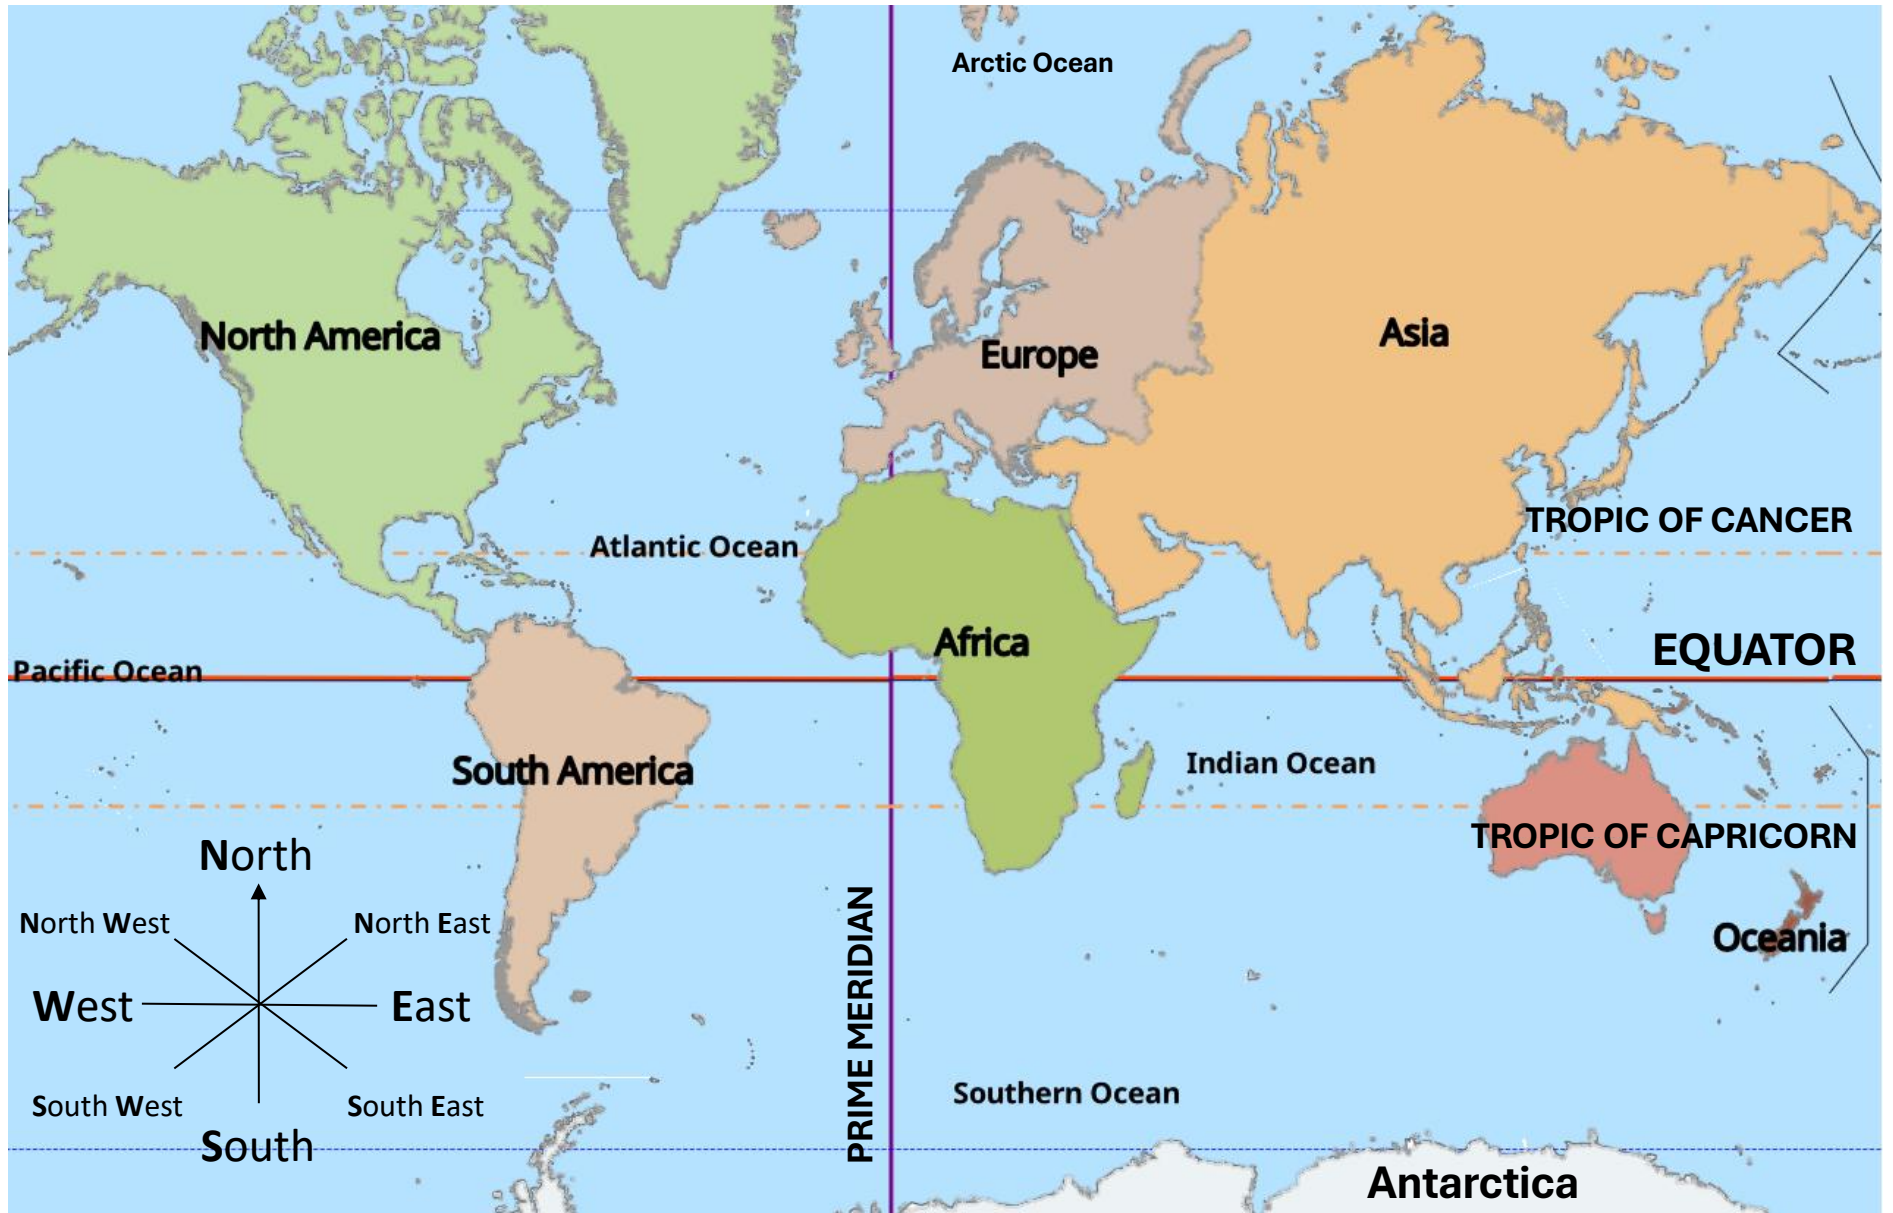 Arctic Ocean
North America
Europe
Asia
TROPIC OF CANCER
Atlantic Ocean
Africa
EQUATOR
Pacific Ocean
South America
Indian Ocean
TROPIC OF CAPRICORN
North
North West
North East
Oceania
West
East
PRIME MERIDIAN
Southern Ocean
South West
South East
South
Antarctica